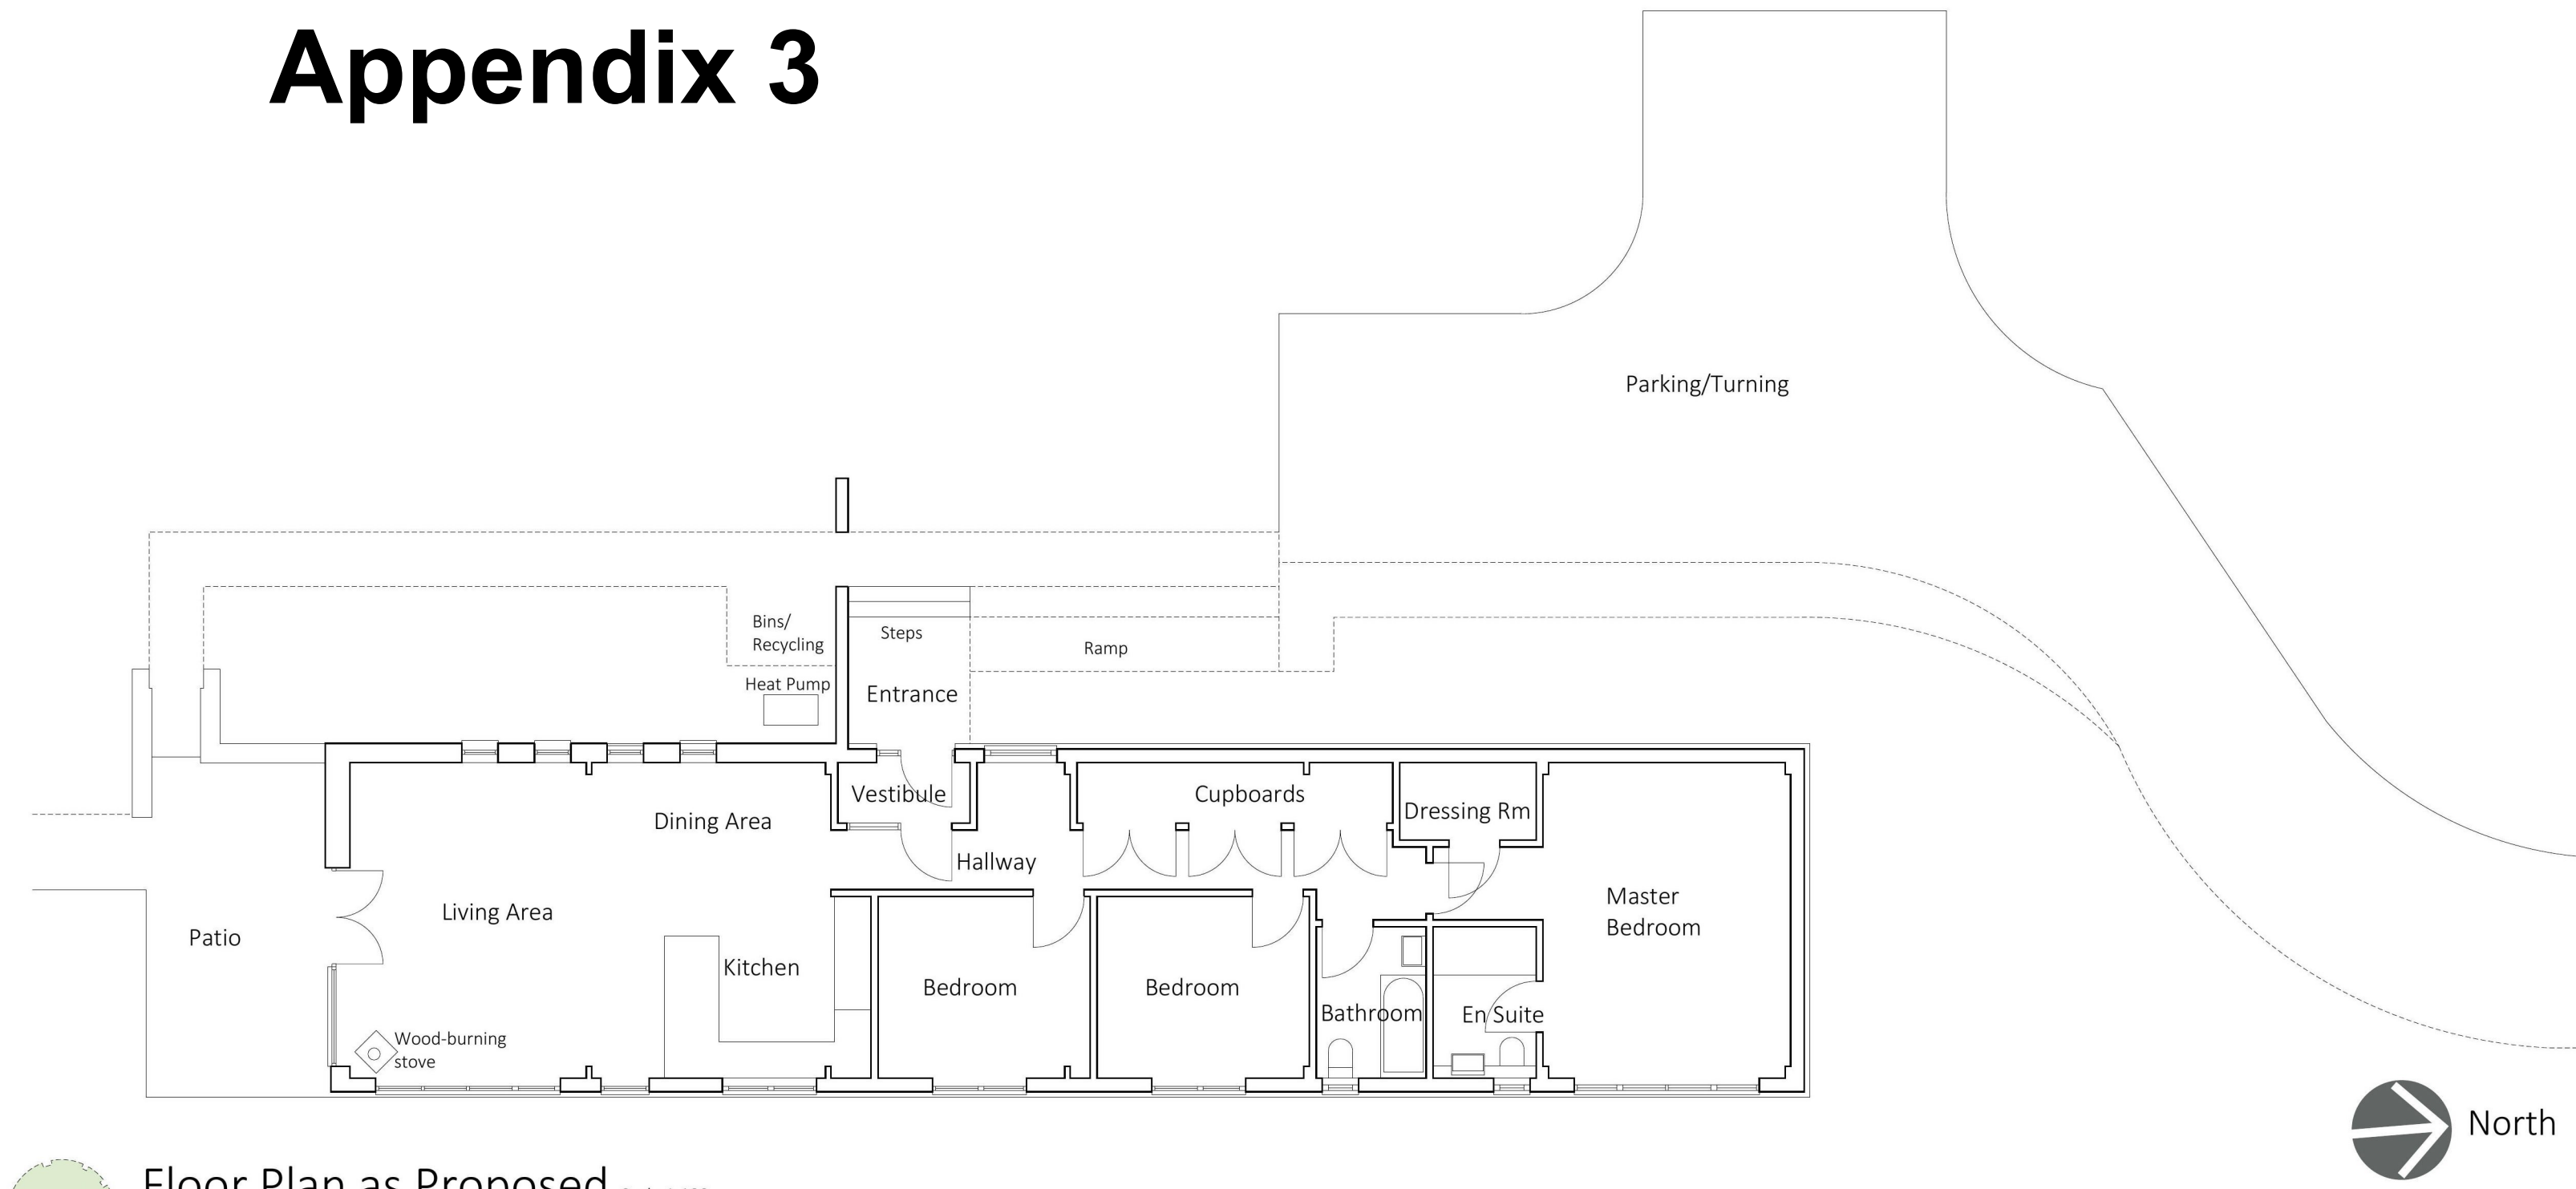 Appendix 3
Parking/Turning
Bins/
Recycling
Steps
Ramp
Heat Pump
Entrance
Vestibule
Cupboards
Dressing Rm
Dining Area
Hallway
Master
Bedroom
Living Area
Patio
Kitchen
Bedroom
Bedroom
Bathroom
En Suite
Wood-burning
stove
North
Floor Plan as Proposed